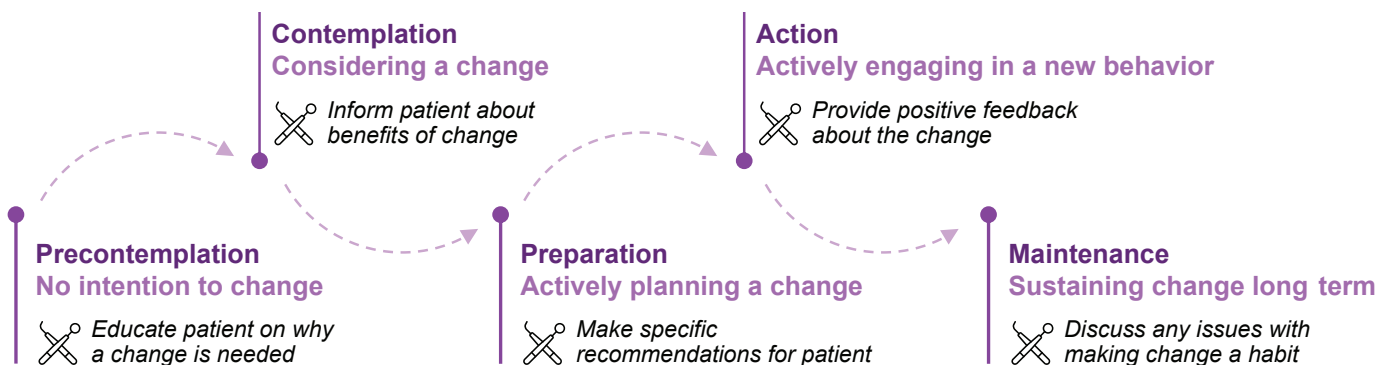 Precontemplation
No intention to change
Educate patient on why
a change is needed
Contemplation
Considering a change
Inform patient about
benefits of change
Preparation
Actively planning a change
Make specific
recommendations for patient
Action
Actively engaging in a new behavior
Provide positive feedback
about the change
Maintenance
Sustaining change long term
Discuss any issues with
making change a habit